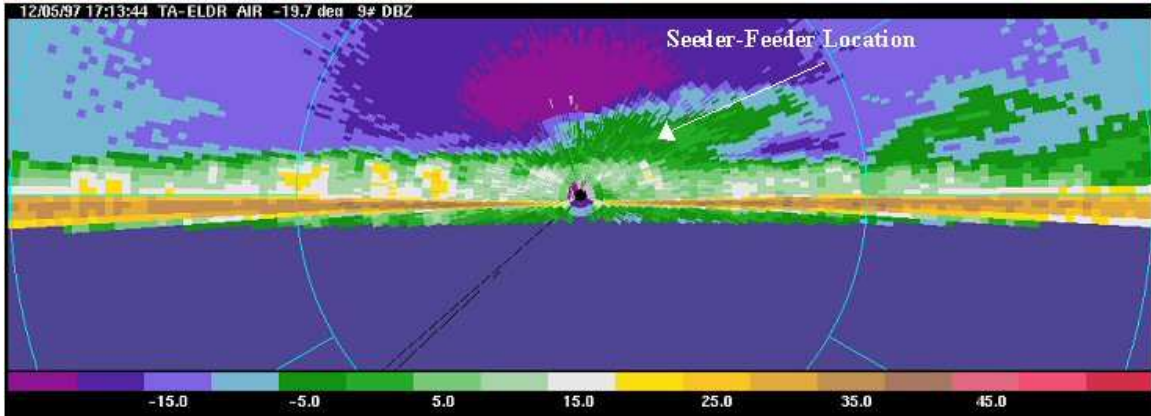 12/05/97 17:13:44 TA-ELDR AIR -19.7 deg 9# DBZ
Seeder-Feeder Location
-15.0 -5.0 5.0 15.0 25.0 35.0 45.0